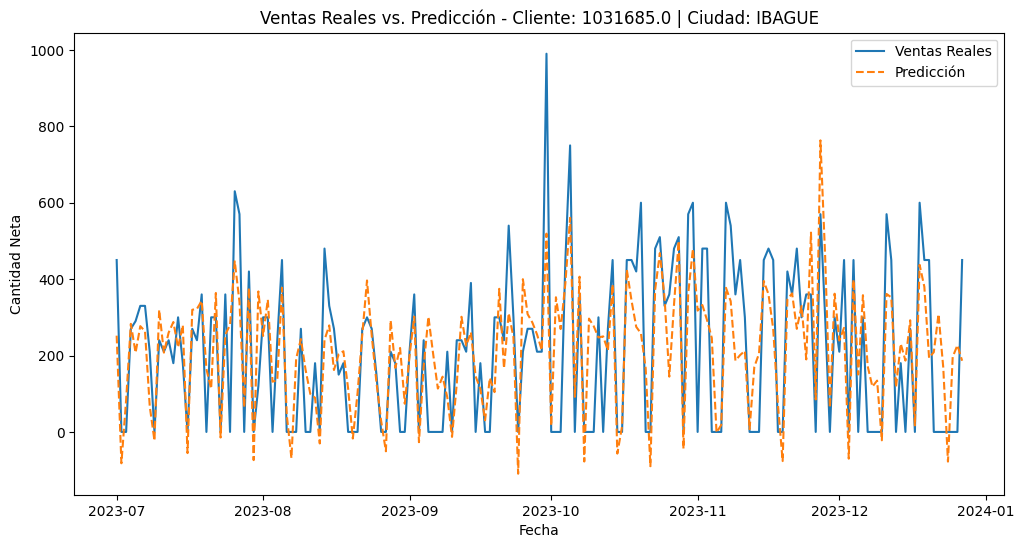 Ventas Reales vs. Predicción - Cliente: 1031685.0 | Ciudad: IBAGUE
Ventas Reales
Predicción
Cantidad Neta
1000
800
600
400
200
0
2023-07
2023-08
2023-09
2023-10
2023-11
2023-12
2024-01
Fecha